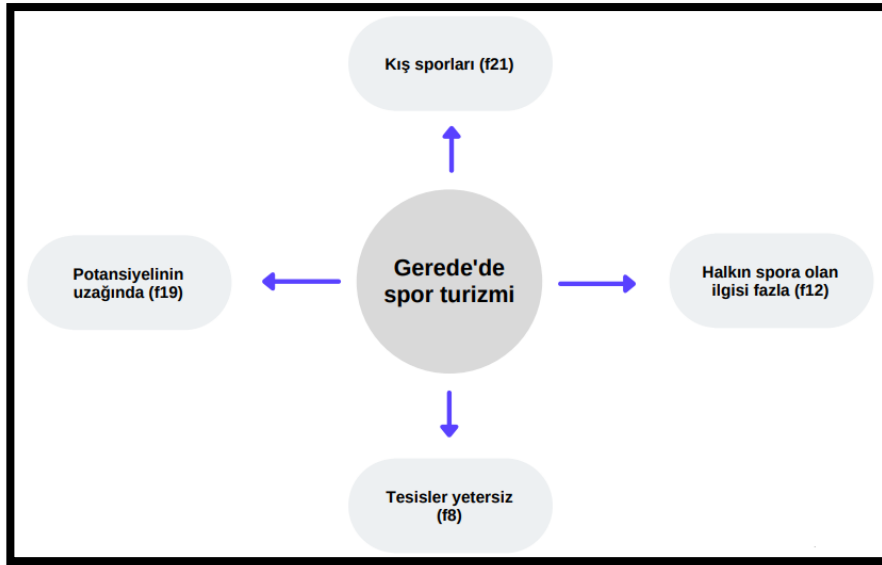 Kış sporları (f21)
Potansiyelinin
uzağında (f19)
Gerede'de
spor turizmi
Halkın spora olan
ilgisi fazla (f12)
Tesisler yetersiz
(f8)